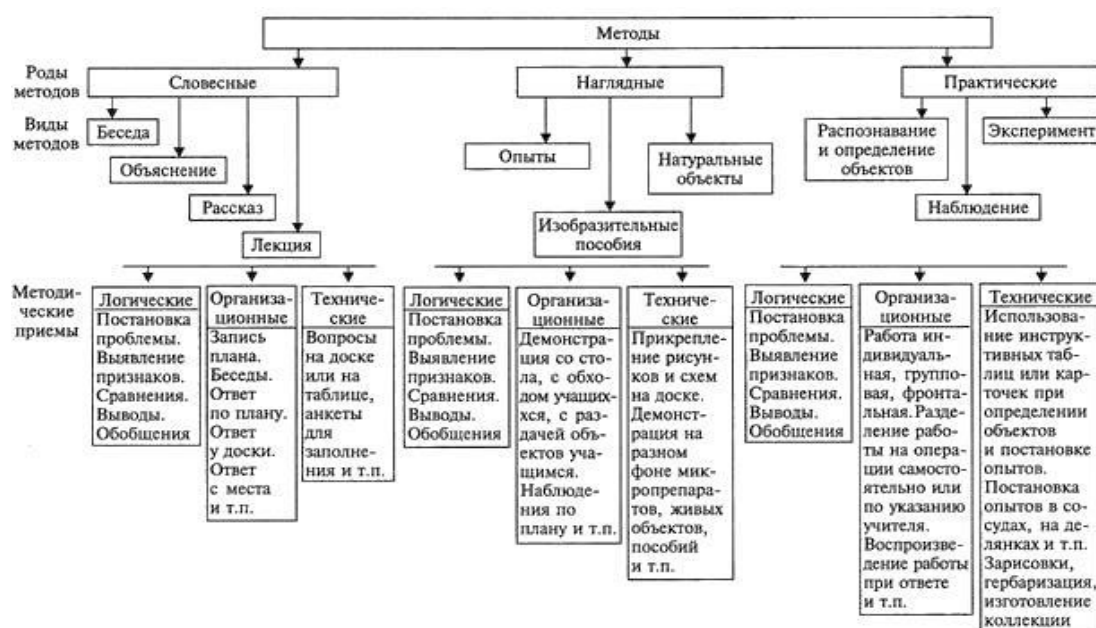 Методы
Роды
методов
Словесные
Наглядные
Практические
Виды
методов
Беседа
Объяснение
Рассказ
Лекция
Опыты
Натуральные
объекты
Изобразительные
пособия
Распознавание
и определение
объектов
Эксперимент
Наблюдение
Методи-
ческие
приемы
Логические
Постановка
проблемы.
Выявление
признаков.
Сравнения.
Выводы.
Обобщения
Организа-
ционные
Запись
плана.
Беседы.
Ответ
по плану.
Ответ
у доски.
Ответ
с места
и т.п.
Техниче-
ские
Вопросы
на доске
или на
таблице,
анкеты
для
заполне-
ния и т.п.
Логические
Постановка
проблемы.
Выявление
признаков.
Сравнения.
Выводы.
Обобщения
Организа-
ционные
Демонстра-
ция со сто-
ла, с обхо-
дом учащи-
хся, с раз-
дачей объ-
ектов уча-
щимся.
Наблюде-
ния по
плану и т.п.
Техниче-
ские
Прикрепле-
ние рисун-
ков и схем
на доске.
Демонст-
рация на
разном
фоне мик-
ропрепара-
тов, живых
объектов,
пособий
и т.п.
Логические
Постановка
проблемы.
Выявление
признаков.
Сравнения.
Выводы.
Обобщения
Организа-
ционные
Работа ин-
дивидуаль-
ная, группо-
вая, фронта-
льная. Разд-
еление рабо-
ты на опера-
ции самосто-
ятельно или
по указанию
учителя.
Воспроизве-
дение работы
при ответе
и т.п.
Технические
Использова-
ние инструк-
тивных таб-
лиц или кар-
точек при
определении
объектов
и постановке
опытов.
Постановка
опытов в со-
судах, на де-
лянках и т.п.
Зарисовки,
гербаризация,
изготовление
коллекции